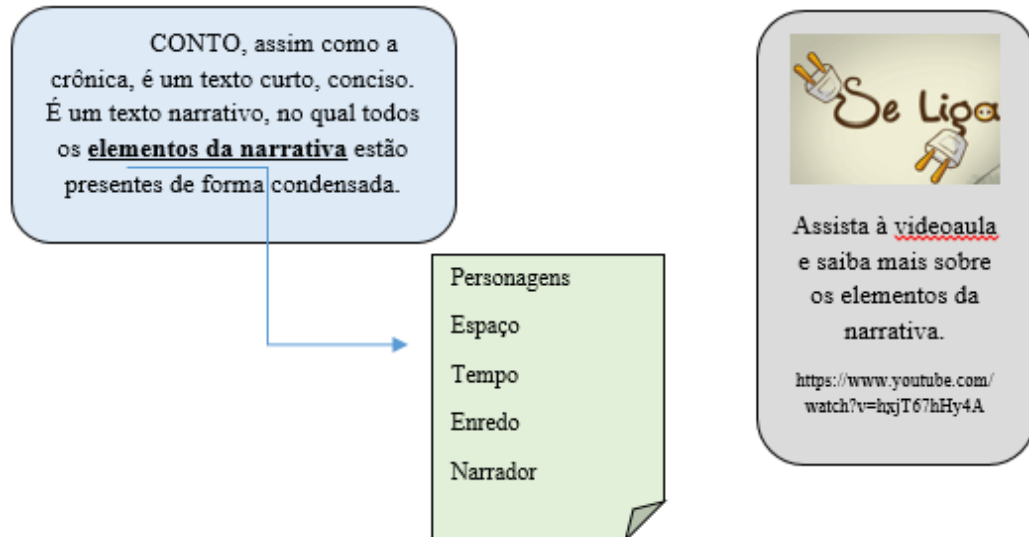 CONTO, assim como a
crônica, é um texto curto, conciso.
É um texto narrativo, no qual todos
os elementos da narrativa estão
presentes de forma condensada.
Personagens
Espaço
Tempo
Enredo
Narrador
Se Liga
Assista à videoaula
e saiba mais sobre
os elementos da
narrativa.
https://www.youtube.com/
watch?v=hxjT67hHy4A